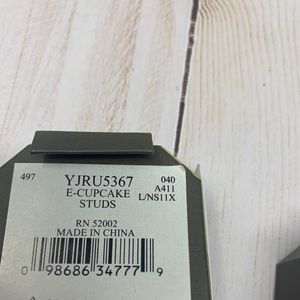 497 YJRU5367 040
E-CUPCAKE A411
STUDS L/NS11X
RN 52002
MADE IN CHINA
0 98686 34777 9